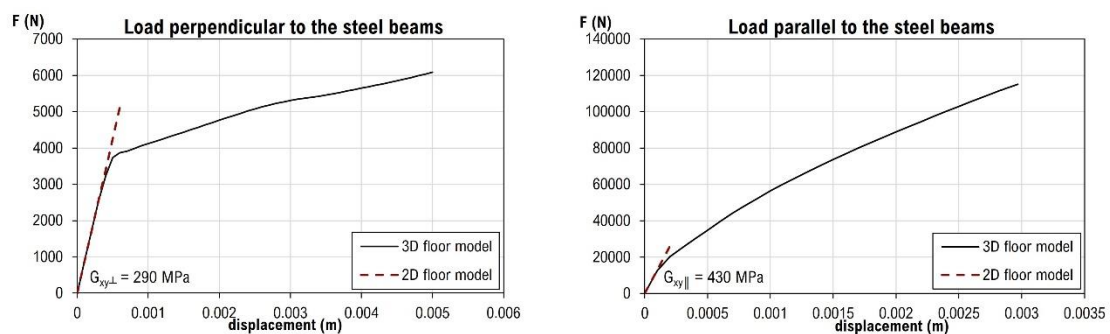 F (N)
Load perpendicular to the steel beams
7000
6000
5000
4000
3000
2000
1000
0
G xy⊥ = 290 MPa
3D floor model
2D floor model
0 0.001 0.002 0.003 0.004 0.005 0.006
displacement (m)
F (N)
Load parallel to the steel beams
140000
120000
100000
80000
60000
40000
20000
0
G xy|| = 430 MPa
3D floor model
2D floor model
0 0.0005 0.001 0.0015 0.002 0.0025 0.003 0.0035
displacement (m)